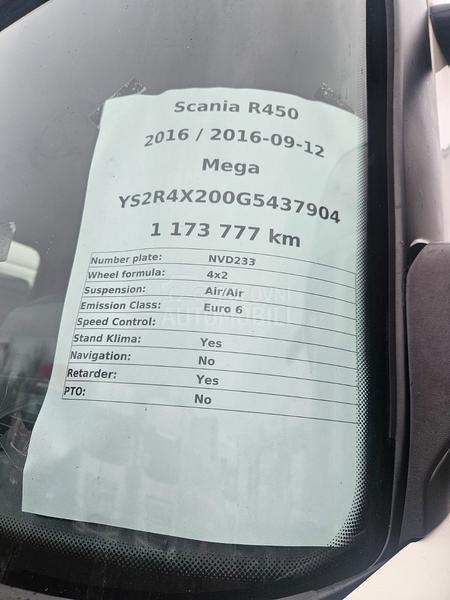 Scania R450
2016 / 2016-09-12
Mega
YS2R4X200G5437904
1 173 777 km
Number plate: NVD233
Wheel formula: 4x2
Suspension: Air/Air
Emission Class: Euro 6
Speed Control:
Stand Klima: Yes
Navigation: No
Retarder: Yes
PTO: No
AUTOMOBILI